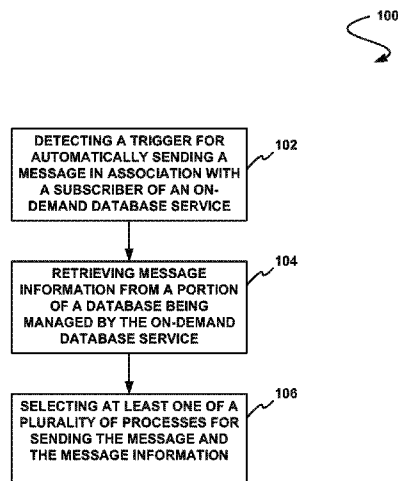 100
DETECTING A TRIGGER FOR
AUTOMATICALLY SENDING A
MESSAGE IN ASSOCIATION WITH
A SUBSCRIBER OF AN ON-
DEMAND DATABASE SERVICE
102
RETRIEVING MESSAGE
INFORMATION FROM A PORTION
OF A DATABASE BEING
MANAGED BY THE ON-DEMAND
DATABASE SERVICE
104
SELECTING AT LEAST ONE OF A
PLURALITY OF PROCESSES FOR
SENDING THE MESSAGE AND
THE MESSAGE INFORMATION
106